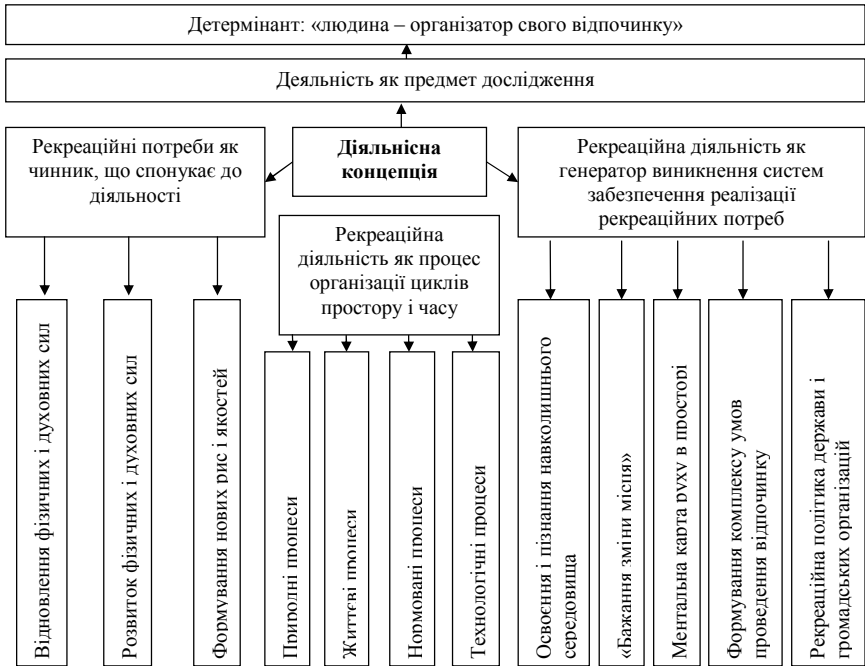 Детермінант: «людина – організатор свого відпочинку»
Деяльність як предмет дослідження
Рекреаційні потреби як
чинник, що спонукає до
діяльності
Діяльнісна
концепція
Рекреаційна діяльність як
генератор виникнення систем
забезпечення реалізації
рекреаційних потреб
Рекреаційна
діяльність як процес
організації циклів
простору і часу
Відновлення фізичних і духовних сил
Розвиток фізичних і духовних сил
Формування нових рис і якостей
Природні процеси
Життєві процеси
Нормовані процеси
Технологічні процеси
Освоєння і пізнання навколишнього
середовища
«Бажання зміни місця»
Ментальна карта руху в просторі
Формування комплексу умов
проведення відпочинку
Рекреаційна політика держави і
громадських організацій